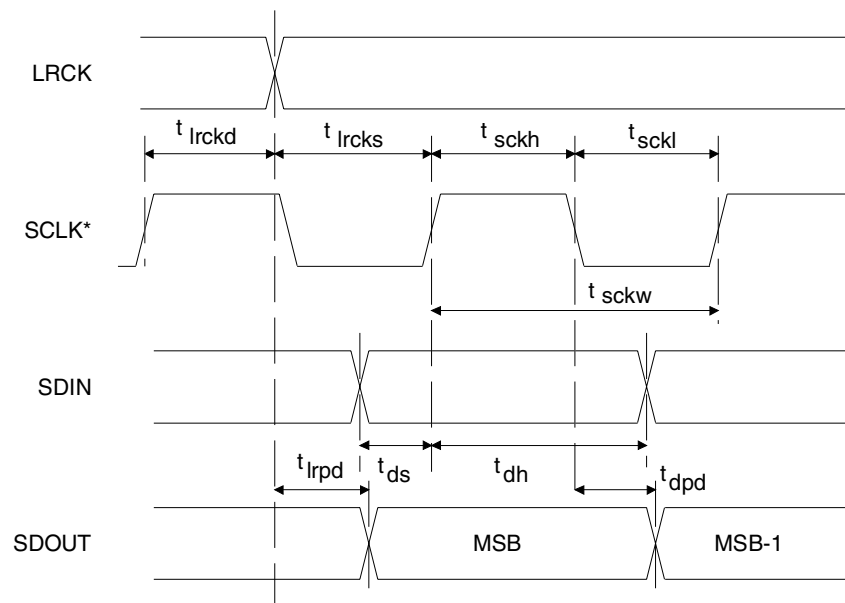 LRCK
t lrckd
t lrcks
t sckh
t sckl
SCLK*
t sckw
SDIN
t lrpd
t ds
t dh
t dpd
SDOUT
MSB
MSB-1